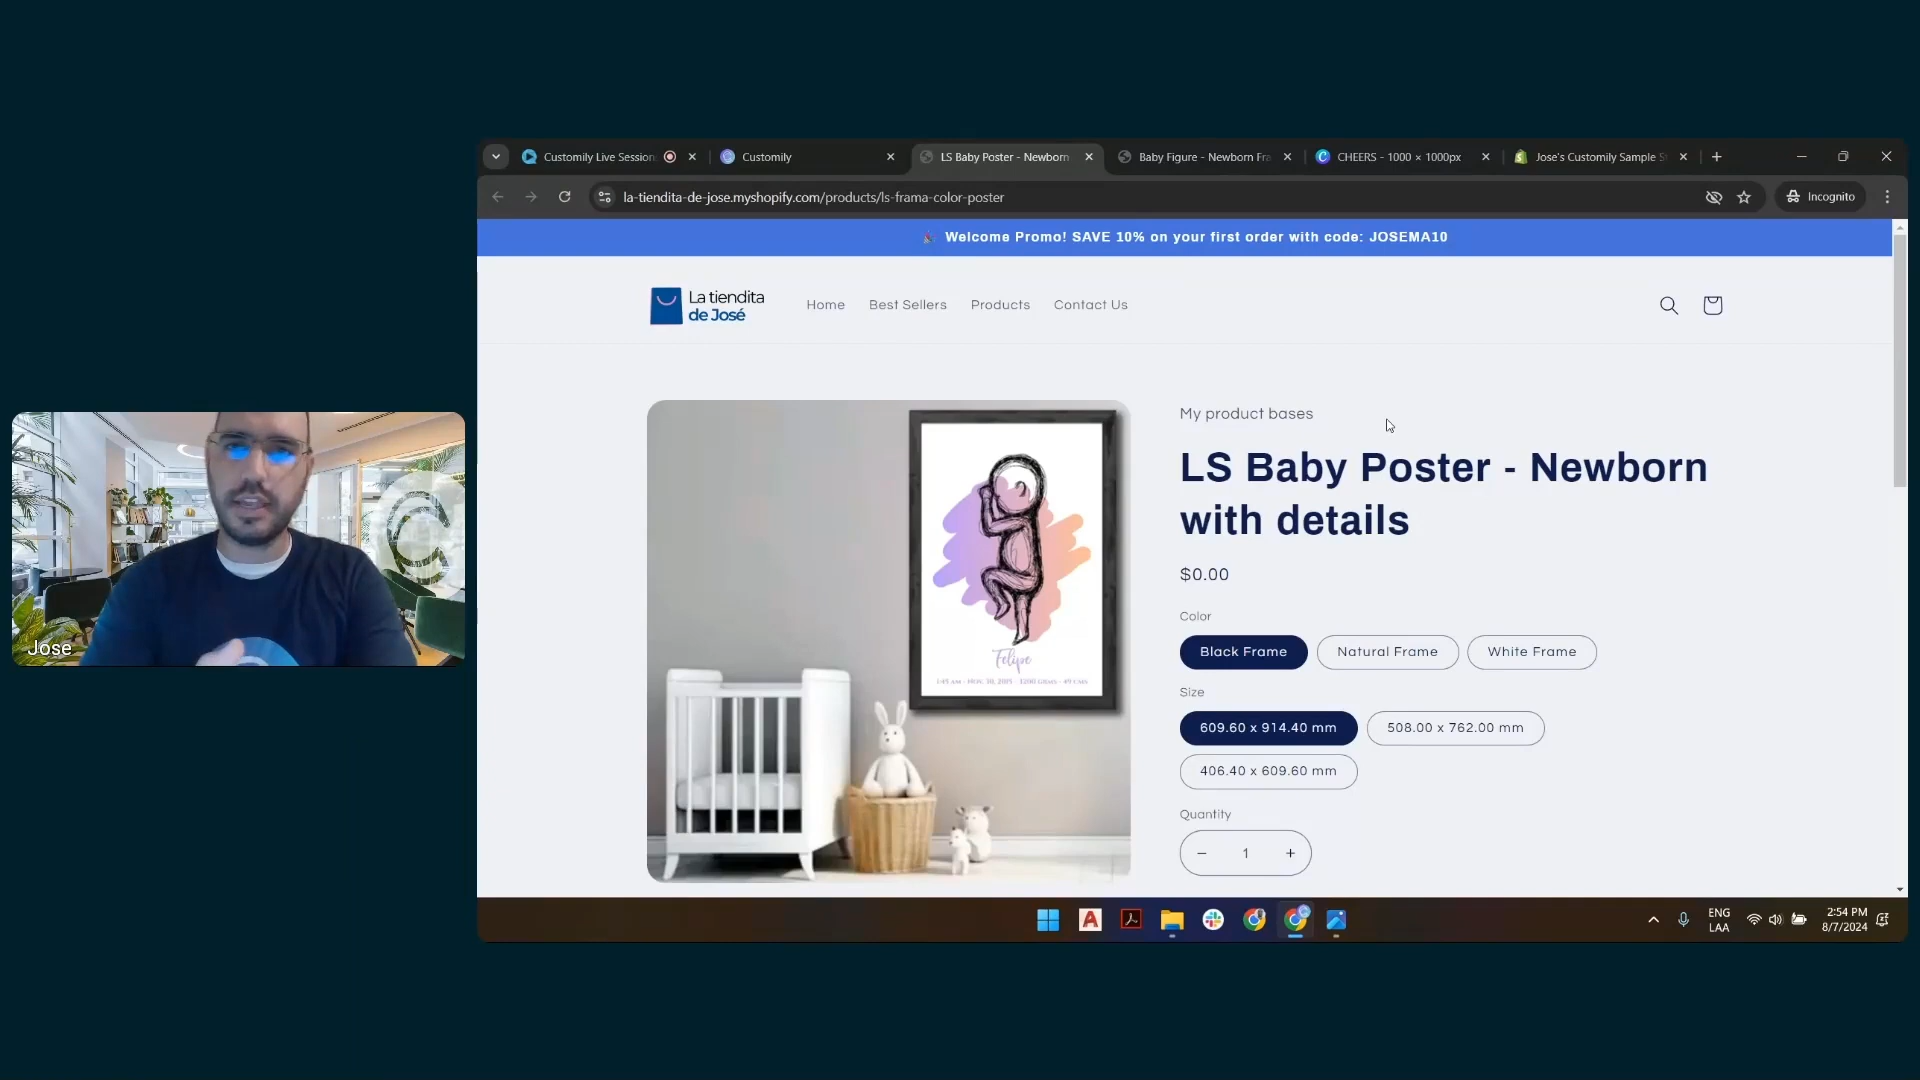 Customily Live Session
Customily
LS Baby Poster - Newborn
Baby Figure - Newborn Fra
CHEERS - 1000 × 1000px
Jose's Customily Sample S
la-tiendita-de-jose.myshopify.com/products/ls-frama-color-poster
Incognito
Welcome Promo! SAVE 10% on your first order with code: JOSEMA10
La tiendita
de José
Home
Best Sellers
Products
Contact Us
My product bases
LS Baby Poster - Newborn
with details
$0.00
Color
Black Frame
Natural Frame
White Frame
Size
609.60 x 914.40 mm
508.00 x 762.00 mm
406.40 x 609.60 mm
Quantity
1
Felipe
Jose
ENG
LAA
2:54 PM
8/7/2024